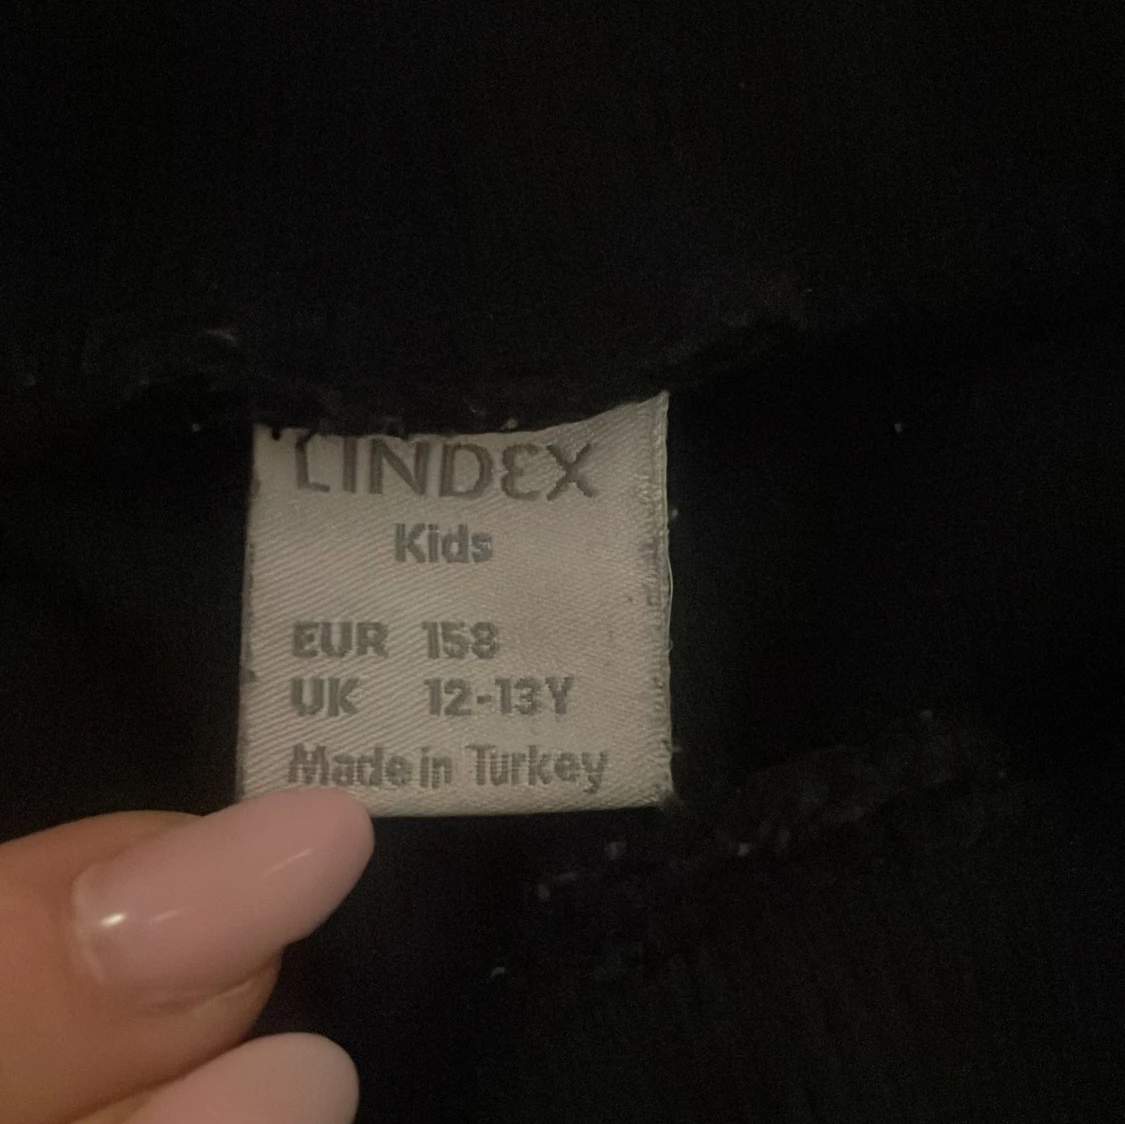 LINDEX
Kids
EUR 158
UK 12-13Y
Made in Turkey